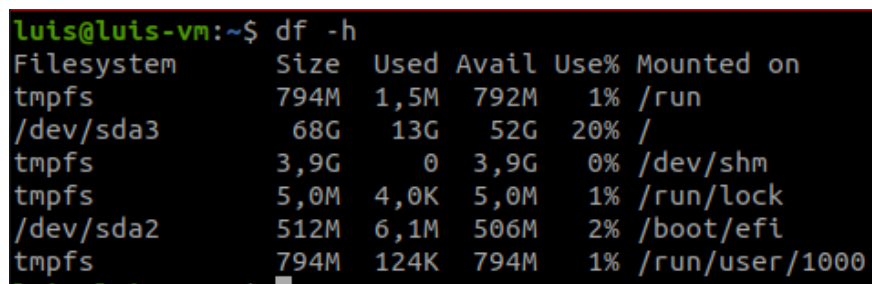 luis@luis-vm:~$ df -h
Filesystem      Size  Used Avail Use% Mounted on
tmpfs           794M  1,5M  792M   1% /run
/dev/sda3        68G   13G   52G  20% /
tmpfs           3,9G     0  3,9G   0% /dev/shm
tmpfs           5,0M  4,0K  5,0M   1% /run/lock
/dev/sda2       512M  6,1M  506M   2% /boot/efi
tmpfs           794M  124K  794M   1% /run/user/1000